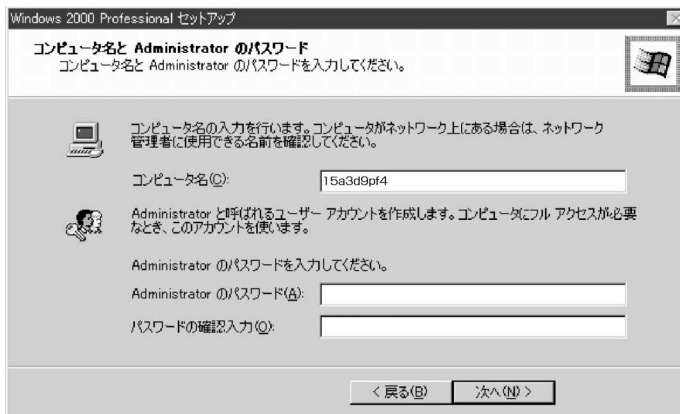 Windows 2000 Professional セットアップ
コンピュータ名と Administrator のパスワード
コンピュータ名と Administrator のパスワードを入力してください。
コンピュータ名の入力を行います。コンピュータがネットワーク上にある場合は、ネットワーク
管理者に使用できる名前を確認してください。
コンピュータ名(C):
15a3d9pf4
Administrator と呼ばれるユーザー アカウントを作成します。コンピュータにフル アクセスが必要
なとき、このアカウントを使います。
Administrator のパスワードを入力してください。
Administrator のパスワード(A):
パスワードの確認入力(O):
< 戻る(B)
次へ(N) >